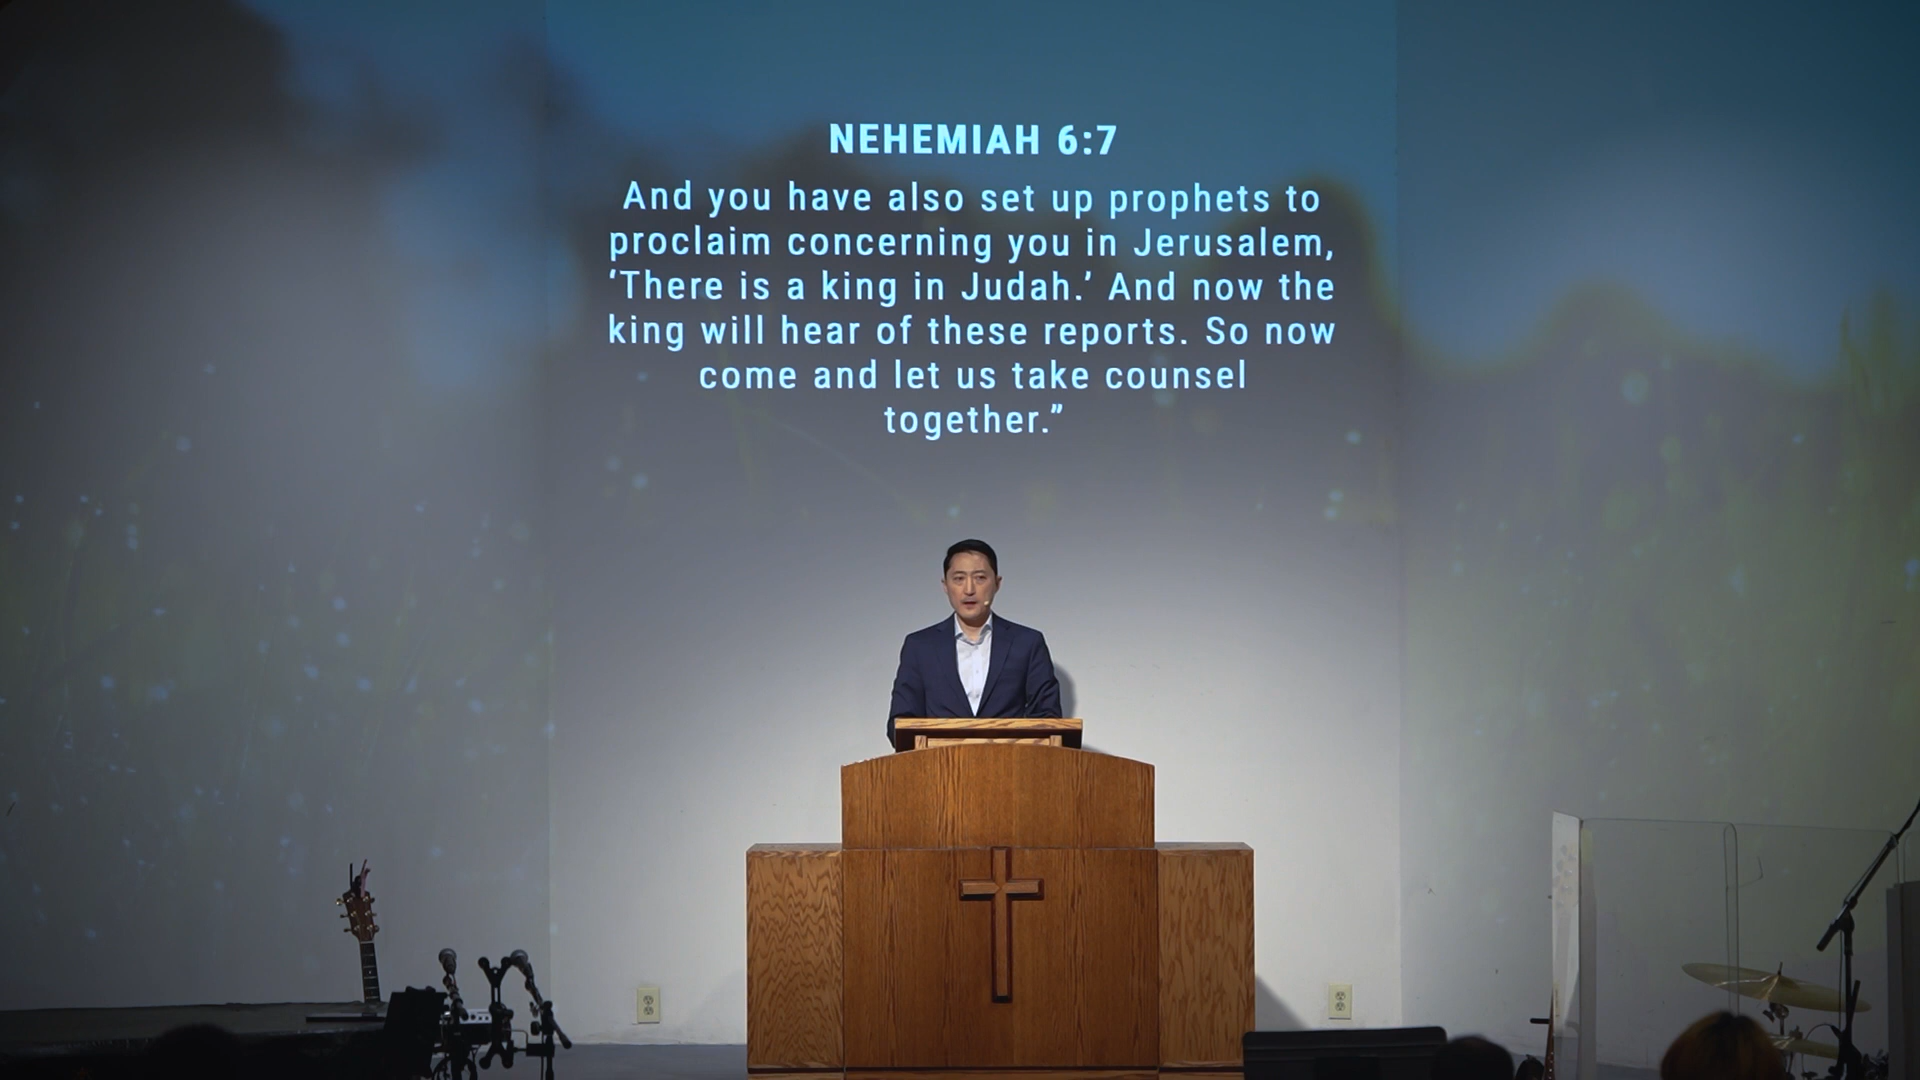 NEHEMIAH 6:7
And you have also set up prophets to
proclaim concerning you in Jerusalem,
‘There is a king in Judah.’ And now the
king will hear of these reports. So now
come and let us take counsel
together.”